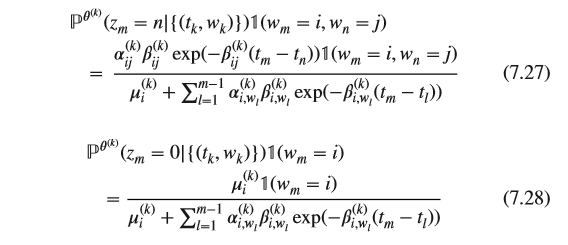 ℙ^{θ^{(k)}}(z_m = n|{(t_k, w_k)})𝟙(w_m = i, w_n = j)
= \frac{α_{ij}^{(k)} β_{ij}^{(k)} exp(−β_{ij}^{(k)}(t_m − t_n))𝟙(w_m = i, w_n = j)}{μ_i^{(k)} + ∑_{l=1}^{m−1} α_{i,w_l}^{(k)} β_{i,w_l}^{(k)} exp(−β_{i,w_l}^{(k)}(t_m − t_l))} (7.27)
ℙ^{θ^{(k)}}(z_m = 0|{(t_k, w_k)})𝟙(w_m = i)
= \frac{μ_i^{(k)} 𝟙(w_m = i)}{μ_i^{(k)} + ∑_{l=1}^{m−1} α_{i,w_l}^{(k)} β_{i,w_l}^{(k)} exp(−β_{i,w_l}^{(k)}(t_m − t_l))} (7.28)